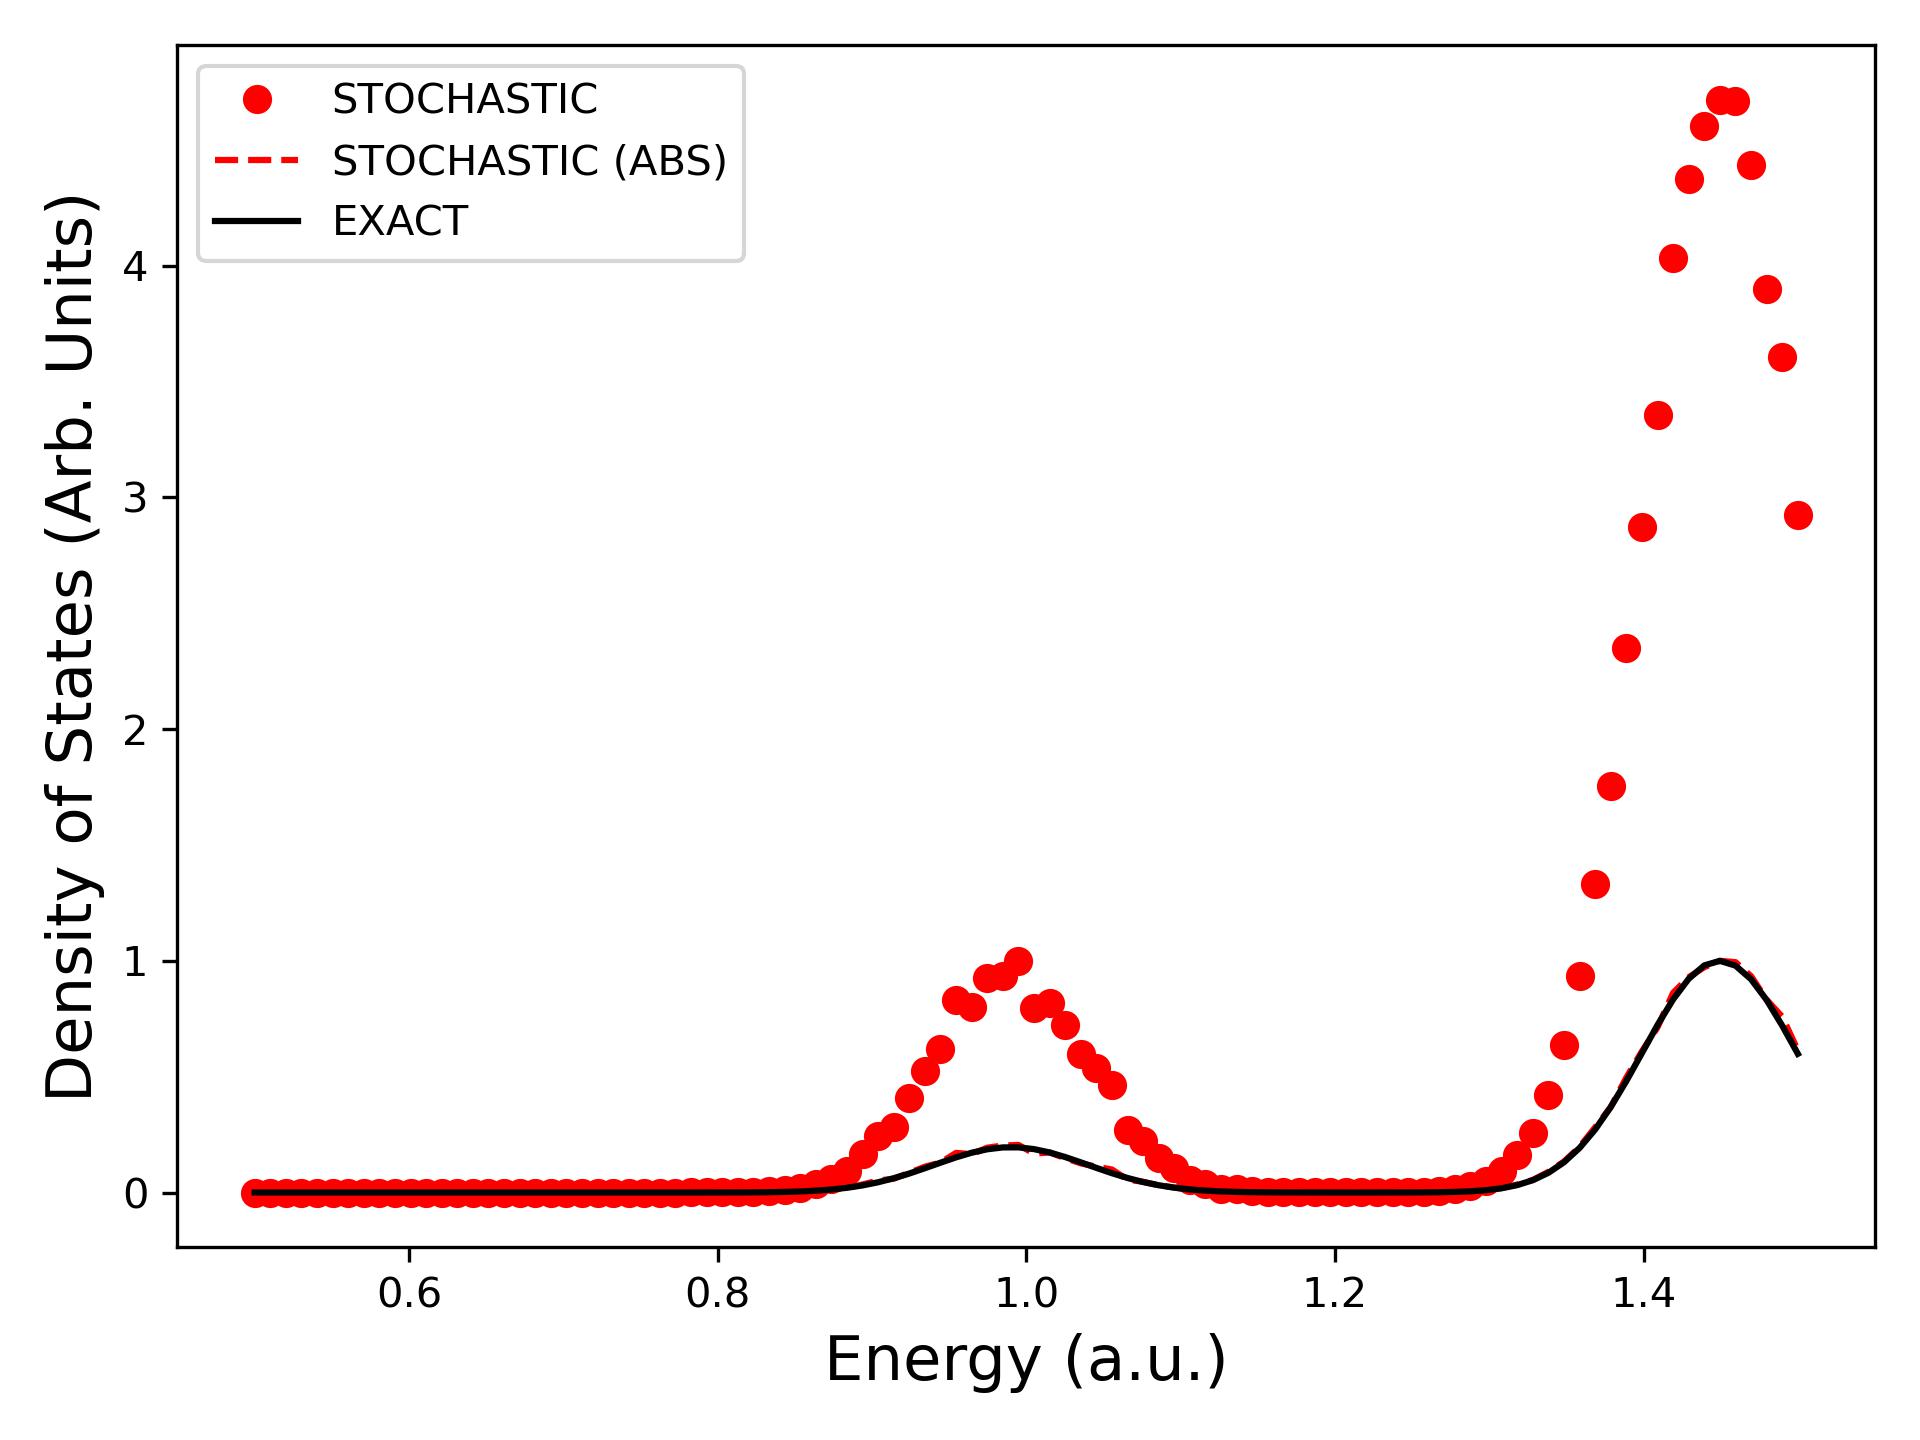 STOCHASTIC
STOCHASTIC (ABS)
EXACT
Density of States (Arb. Units)
4
3
2
1
0
0.6 0.8 1.0 1.2 1.4
Energy (a.u.)